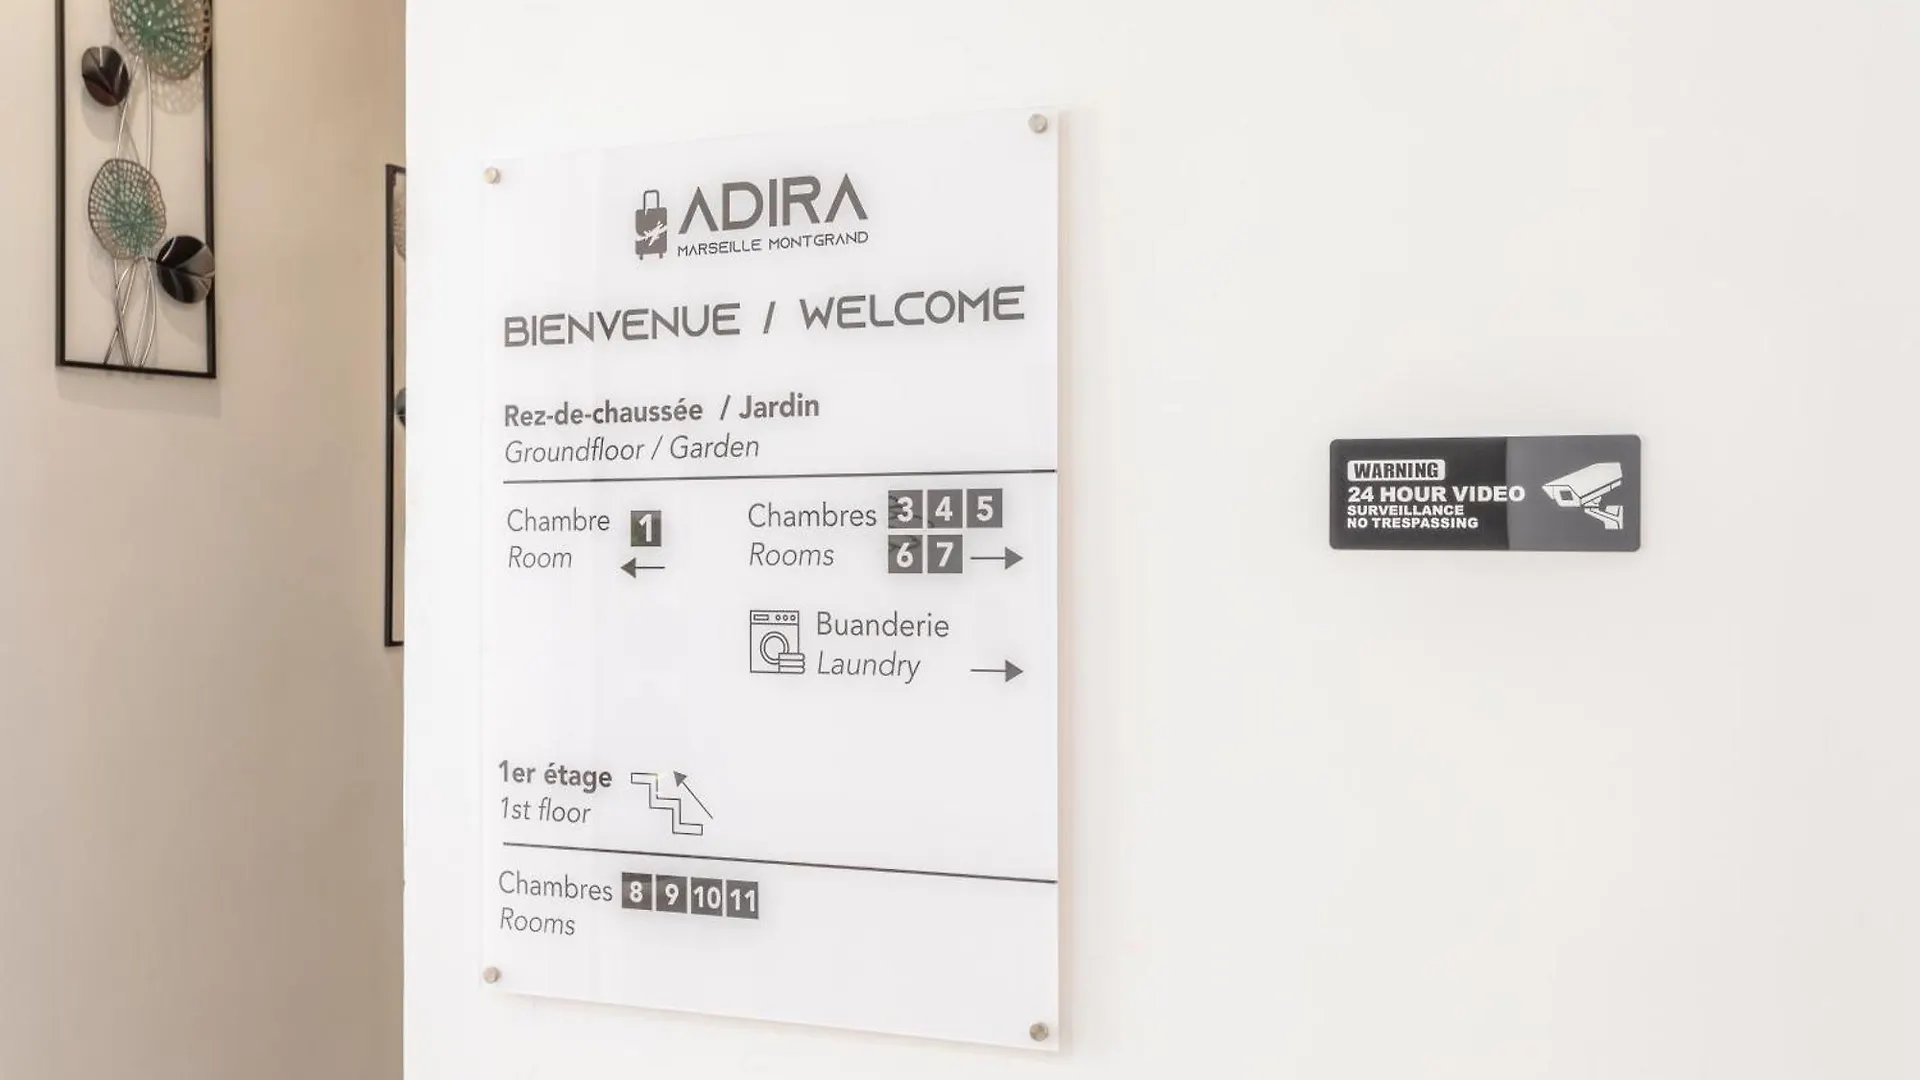 ADIRA
MARSEILLE MONTGRAND
BIENVENUE / WELCOME
Rez-de-chaussée / Jardin
Groundfloor / Garden
Chambre 1
Room
Chambres 3 4 5
Rooms 6 7
Buanderie
Laundry
1er étage
1st floor
Chambres 8 9 10 11
Rooms
WARNING
24 HOUR VIDEO
SURVEILLANCE
NO TRESPASSING